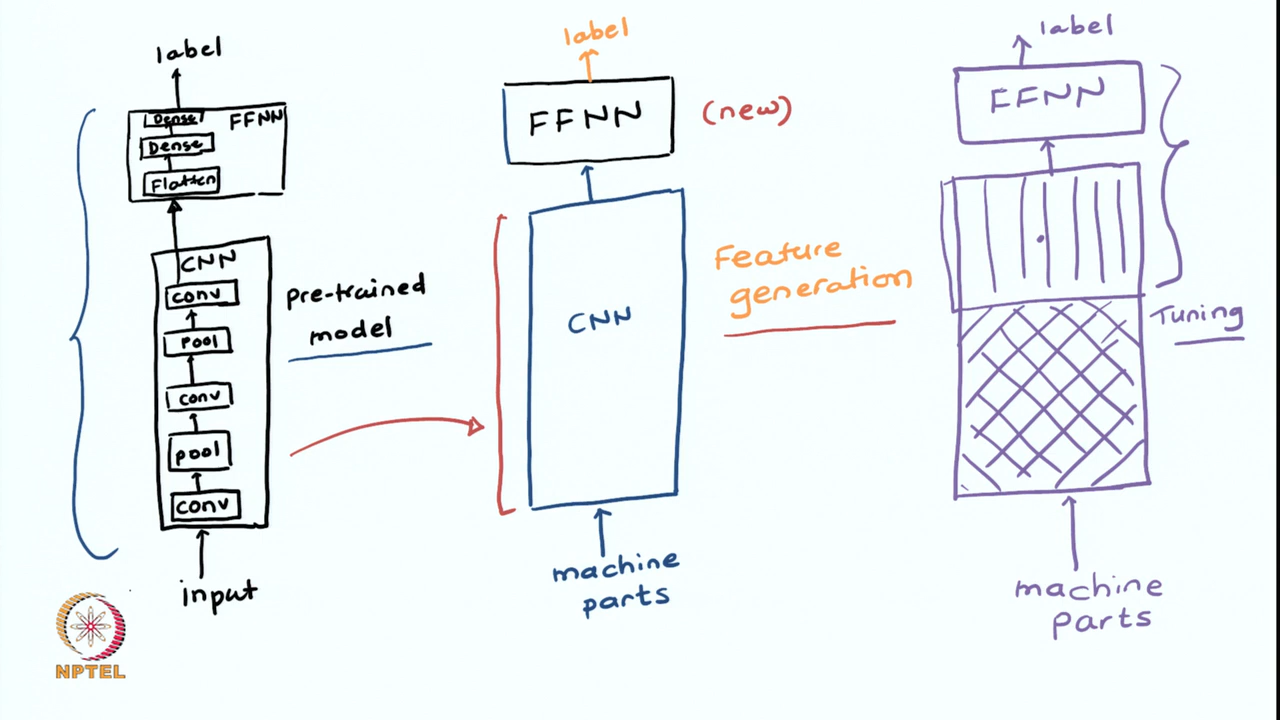 label
Dense
FFNN
Dense
Flatten
CNN
conv
pool
conv
pool
conv
input
pre-trained
model
label
FFNN
(new)
CNN
Feature
generation
machine
parts
label
FFNN
Tuning
machine
parts
NPTEL